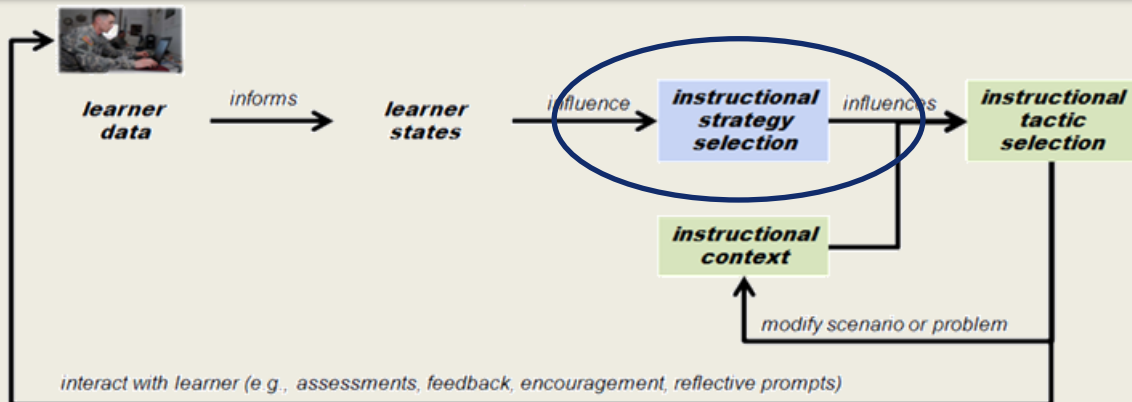 learner
data
informs
learner
states
influence
instructional
strategy
selection
influences
instructional
tactic
selection
instructional
context
modify scenario or problem
interact with learner (e.g., assessments, feedback, encouragement, reflective prompts)